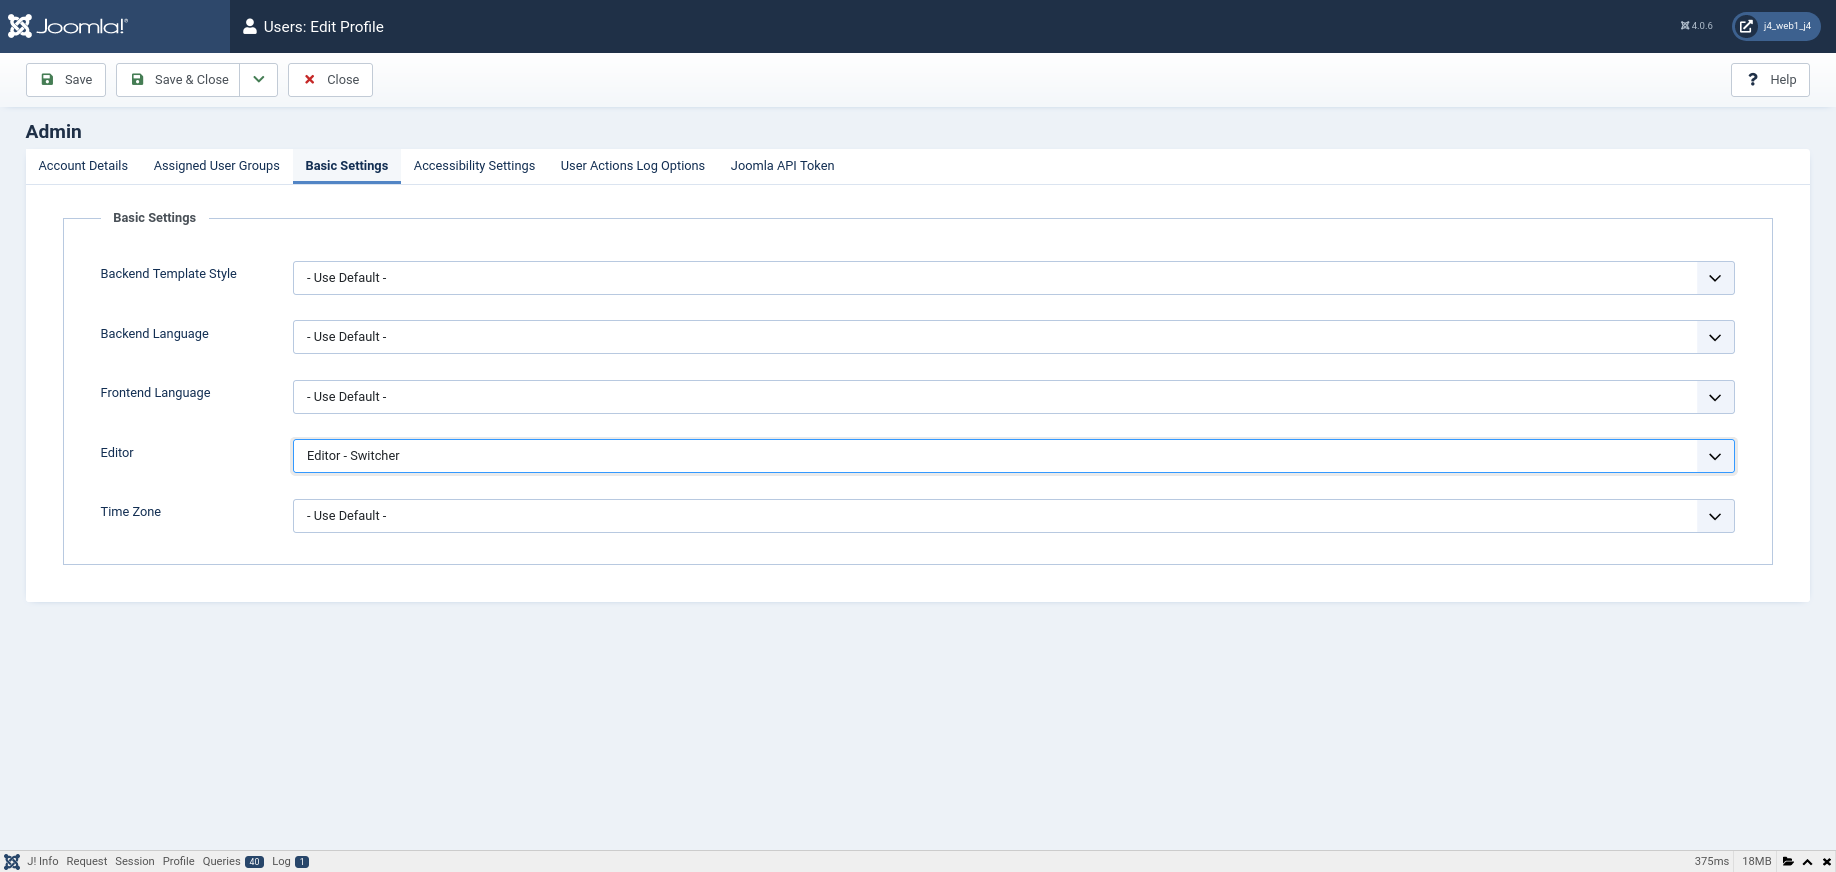 Joomla!® Users: Edit Profile 4.0.6 j4_web1_j4
Save Save & Close Close ? Help
Admin
Account Details Assigned User Groups Basic Settings Accessibility Settings User Actions Log Options Joomla API Token
Basic Settings
Backend Template Style - Use Default -
Backend Language - Use Default -
Frontend Language - Use Default -
Editor Editor - Switcher
Time Zone - Use Default -
J! Info Request Session Profile Queries 40 Log 1 375ms 18MB